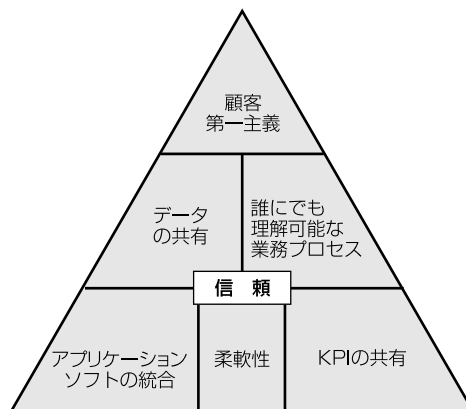 顧客
第一主義
データ
の共有
誰にでも
理解可能な
業務プロセス
信 頼
アプリケーション
ソフトの統合
柔軟性
KPIの共有